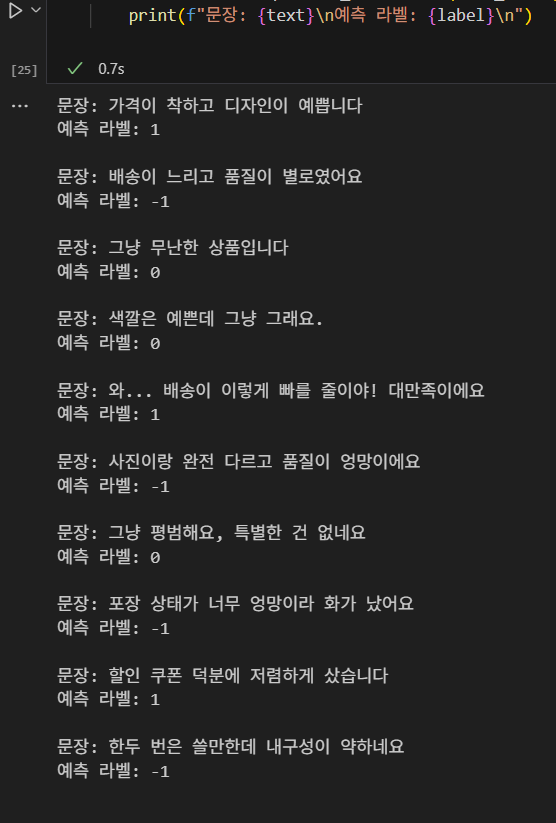 print(f"문장: {text}\n예측 라벨: {label}\n")
[25]
0.7s
...
문장: 가격이 착하고 디자인이 예쁩니다
예측 라벨: 1
문장: 배송이 느리고 품질이 별로였어요
예측 라벨: -1
문장: 그냥 무난한 상품입니다
예측 라벨: 0
문장: 색깔은 예쁜데 그냥 그래요.
예측 라벨: 0
문장: 와... 배송이 이렇게 빠를 줄이야! 대만족이에요
예측 라벨: 1
문장: 사진이랑 완전 다르고 품질이 엉망이에요
예측 라벨: -1
문장: 그냥 평범해요, 특별한 건 없네요
예측 라벨: 0
문장: 포장 상태가 너무 엉망이라 화가 났어요
예측 라벨: -1
문장: 할인 쿠폰 덕분에 저렴하게 샀습니다
예측 라벨: 1
문장: 한두 번은 쓸만한데 내구성이 약하네요
예측 라벨: -1